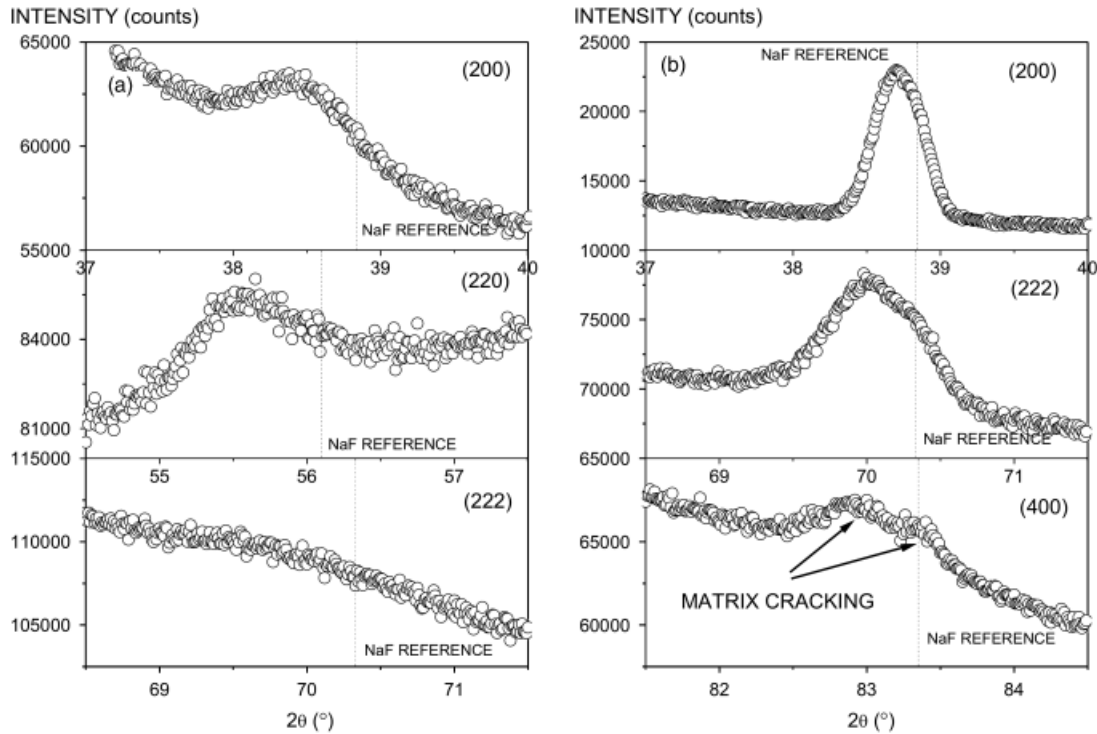 INTENSITY (counts)
65000
(a)
(200)
60000
NaF REFERENCE
55000
37 38 39 40
(220)
84000
81000
NaF REFERENCE
115000
55 56 57
(222)
110000
105000
NaF REFERENCE
69 70 71
2θ (°)
INTENSITY (counts)
25000
NaF REFERENCE
(b)
(200)
20000
15000
10000
37 38 39 40
(222)
75000
70000
NaF REFERENCE
65000
69 70 71
(400)
65000
MATRIX CRACKING
60000
NaF REFERENCE
82 83 84
2θ (°)